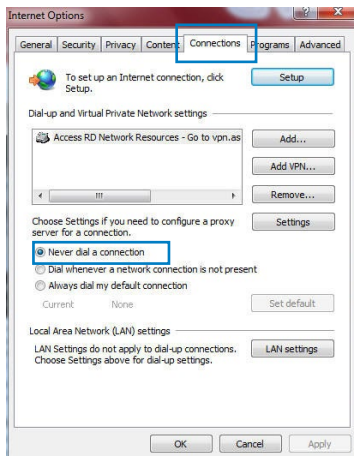 Internet Options
General Security Privacy Content Connections Programs Advanced
To set up an Internet connection, click
Setup.
Setup
Dial-up and Virtual Private Network settings
Access RD Network Resources - Go to vpn.as
Add...
Add VPN...
Remove...
Choose Settings if you need to configure a proxy
server for a connection.
Settings
Never dial a connection
Dial whenever a network connection is not present
Always dial my default connection
Current None
Set default
Local Area Network (LAN) settings
LAN Settings do not apply to dial-up connections.
Choose Settings above for dial-up settings.
LAN settings
OK Cancel Apply